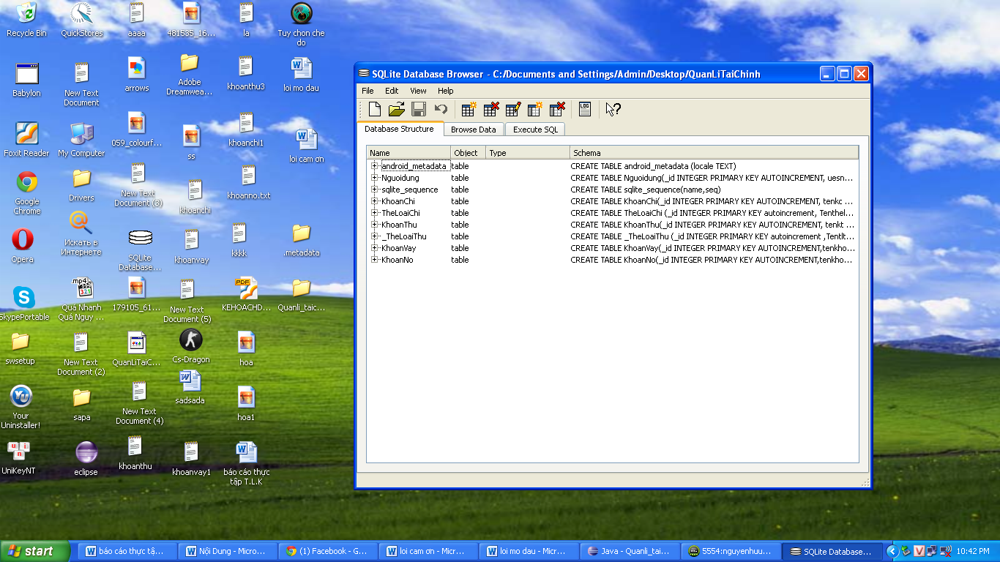 Recycle Bin
QuickStores
aaaa
481535_16...
la
Tuy chon che
do
Babylon
New Text
Document
arrows
Adobe
Dreamwea...
khoanthu3
loi mo dau
Foxit Reader
My Computer
059_colourf...
ss
khoanchi1
loi cam ơn
Google
Chrome
Drivers
New Text
Document (3)
khoanchi
khoanno.txt
Opera
Искать в
Интернете
SQLite
Database...
khoanvay
kkkk
.metadata
SkypePortable
.mp4
321
Quá Nhanh
Quá Nguy ...
179105_61...
New Text
Document (5)
PDF
KEHOACHD...
Quanli_taic...
swsetup
New Text
Document (2)
QuanLiTaiC...
Cs-Dragon
hoa
Your
Uninstaller!
sapa
New Text
Document (4)
sadsada
hoa1
UniKeyNT
eclipse
khoanthu
khoanvay1
báo cáo thực
tập T.L.K
SQLite Database Browser - C:/Documents and Settings/Admin/Desktop/QuanLiTaiChinh
File Edit View Help
LOG
Database Structure Browse Data Execute SQL
Name Object Type Schema
android_metadata table CREATE TABLE android_metadata (locale TEXT)
Nguoidung table CREATE TABLE Nguoidung(_id INTEGER PRIMARY KEY AUTOINCREMENT, uesn...
sqlite_sequence table CREATE TABLE sqlite_sequence(name,seq)
KhoanChi table CREATE TABLE KhoanChi(_id INTEGER PRIMARY KEY AUTOINCREMENT, tenkc ...
TheLoaiChi table CREATE TABLE TheLoaiChi (_id INTEGER PRIMARY KEY autoincrement, Tenthel...
KhoanThu table CREATE TABLE KhoanThu(_id INTEGER PRIMARY KEY AUTOINCREMENT, tenkt ...
_TheLoaiThu table CREATE TABLE _TheLoaiThu (_id INTEGER PRIMARY KEY autoincrement ,Tentlt...
KhoanVay table CREATE TABLE KhoanVay(_id INTEGER PRIMARY KEY AUTOINCREMENT,tenkho...
KhoanNo table CREATE TABLE KhoanNo(_id INTEGER PRIMARY KEY AUTOINCREMENT,tenkho...
start
báo cáo thực tậ...
Nội Dung - Micro...
(1) Facebook - G...
loi cam ơn - Micr...
loi mo dau - Micr...
Java - Quanli_tai...
5554:nguyenhuu...
SQLite Database...
10:42 PM